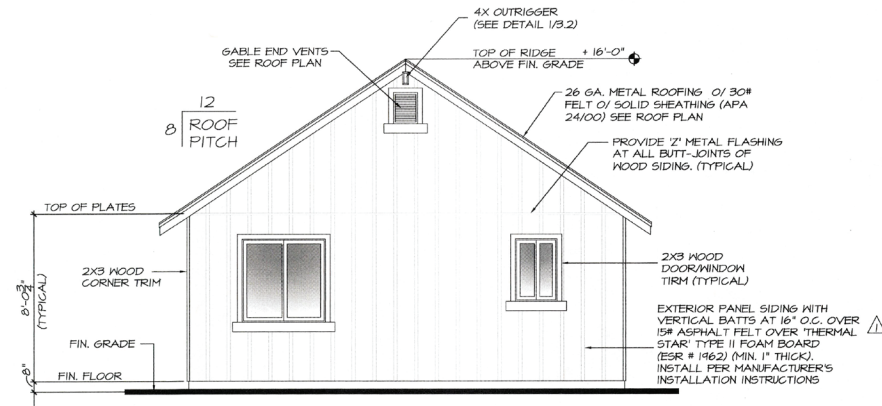 4X OUTRIGGER
(SEE DETAIL 1/3.2)
GABLE END VENTS
SEE ROOF PLAN
TOP OF RIDGE + 16'-0"
ABOVE FIN. GRADE
12
8 ROOF
PITCH
26 GA. METAL ROOFING O/ 30#
FELT O/ SOLID SHEATHING (APA
24/00) SEE ROOF PLAN
PROVIDE 'Z' METAL FLASHING
AT ALL BUTT-JOINTS OF
WOOD SIDING. (TYPICAL)
TOP OF PLATES
2X3 WOOD
CORNER TRIM
8'-0 3/4"
(TYPICAL)
2X3 WOOD
DOOR/WINDOW
TIRM (TYPICAL)
EXTERIOR PANEL SIDING WITH
VERTICAL BATTS AT 16" O.C. OVER
15# ASPHALT FELT OVER 'THERMAL
STAR' TYPE II FOAM BOARD
(ESR # 1962) (MIN. 1" THICK).
INSTALL PER MANUFACTURER'S
INSTALLATION INSTRUCTIONS
1
FIN. GRADE
FIN. FLOOR
8"